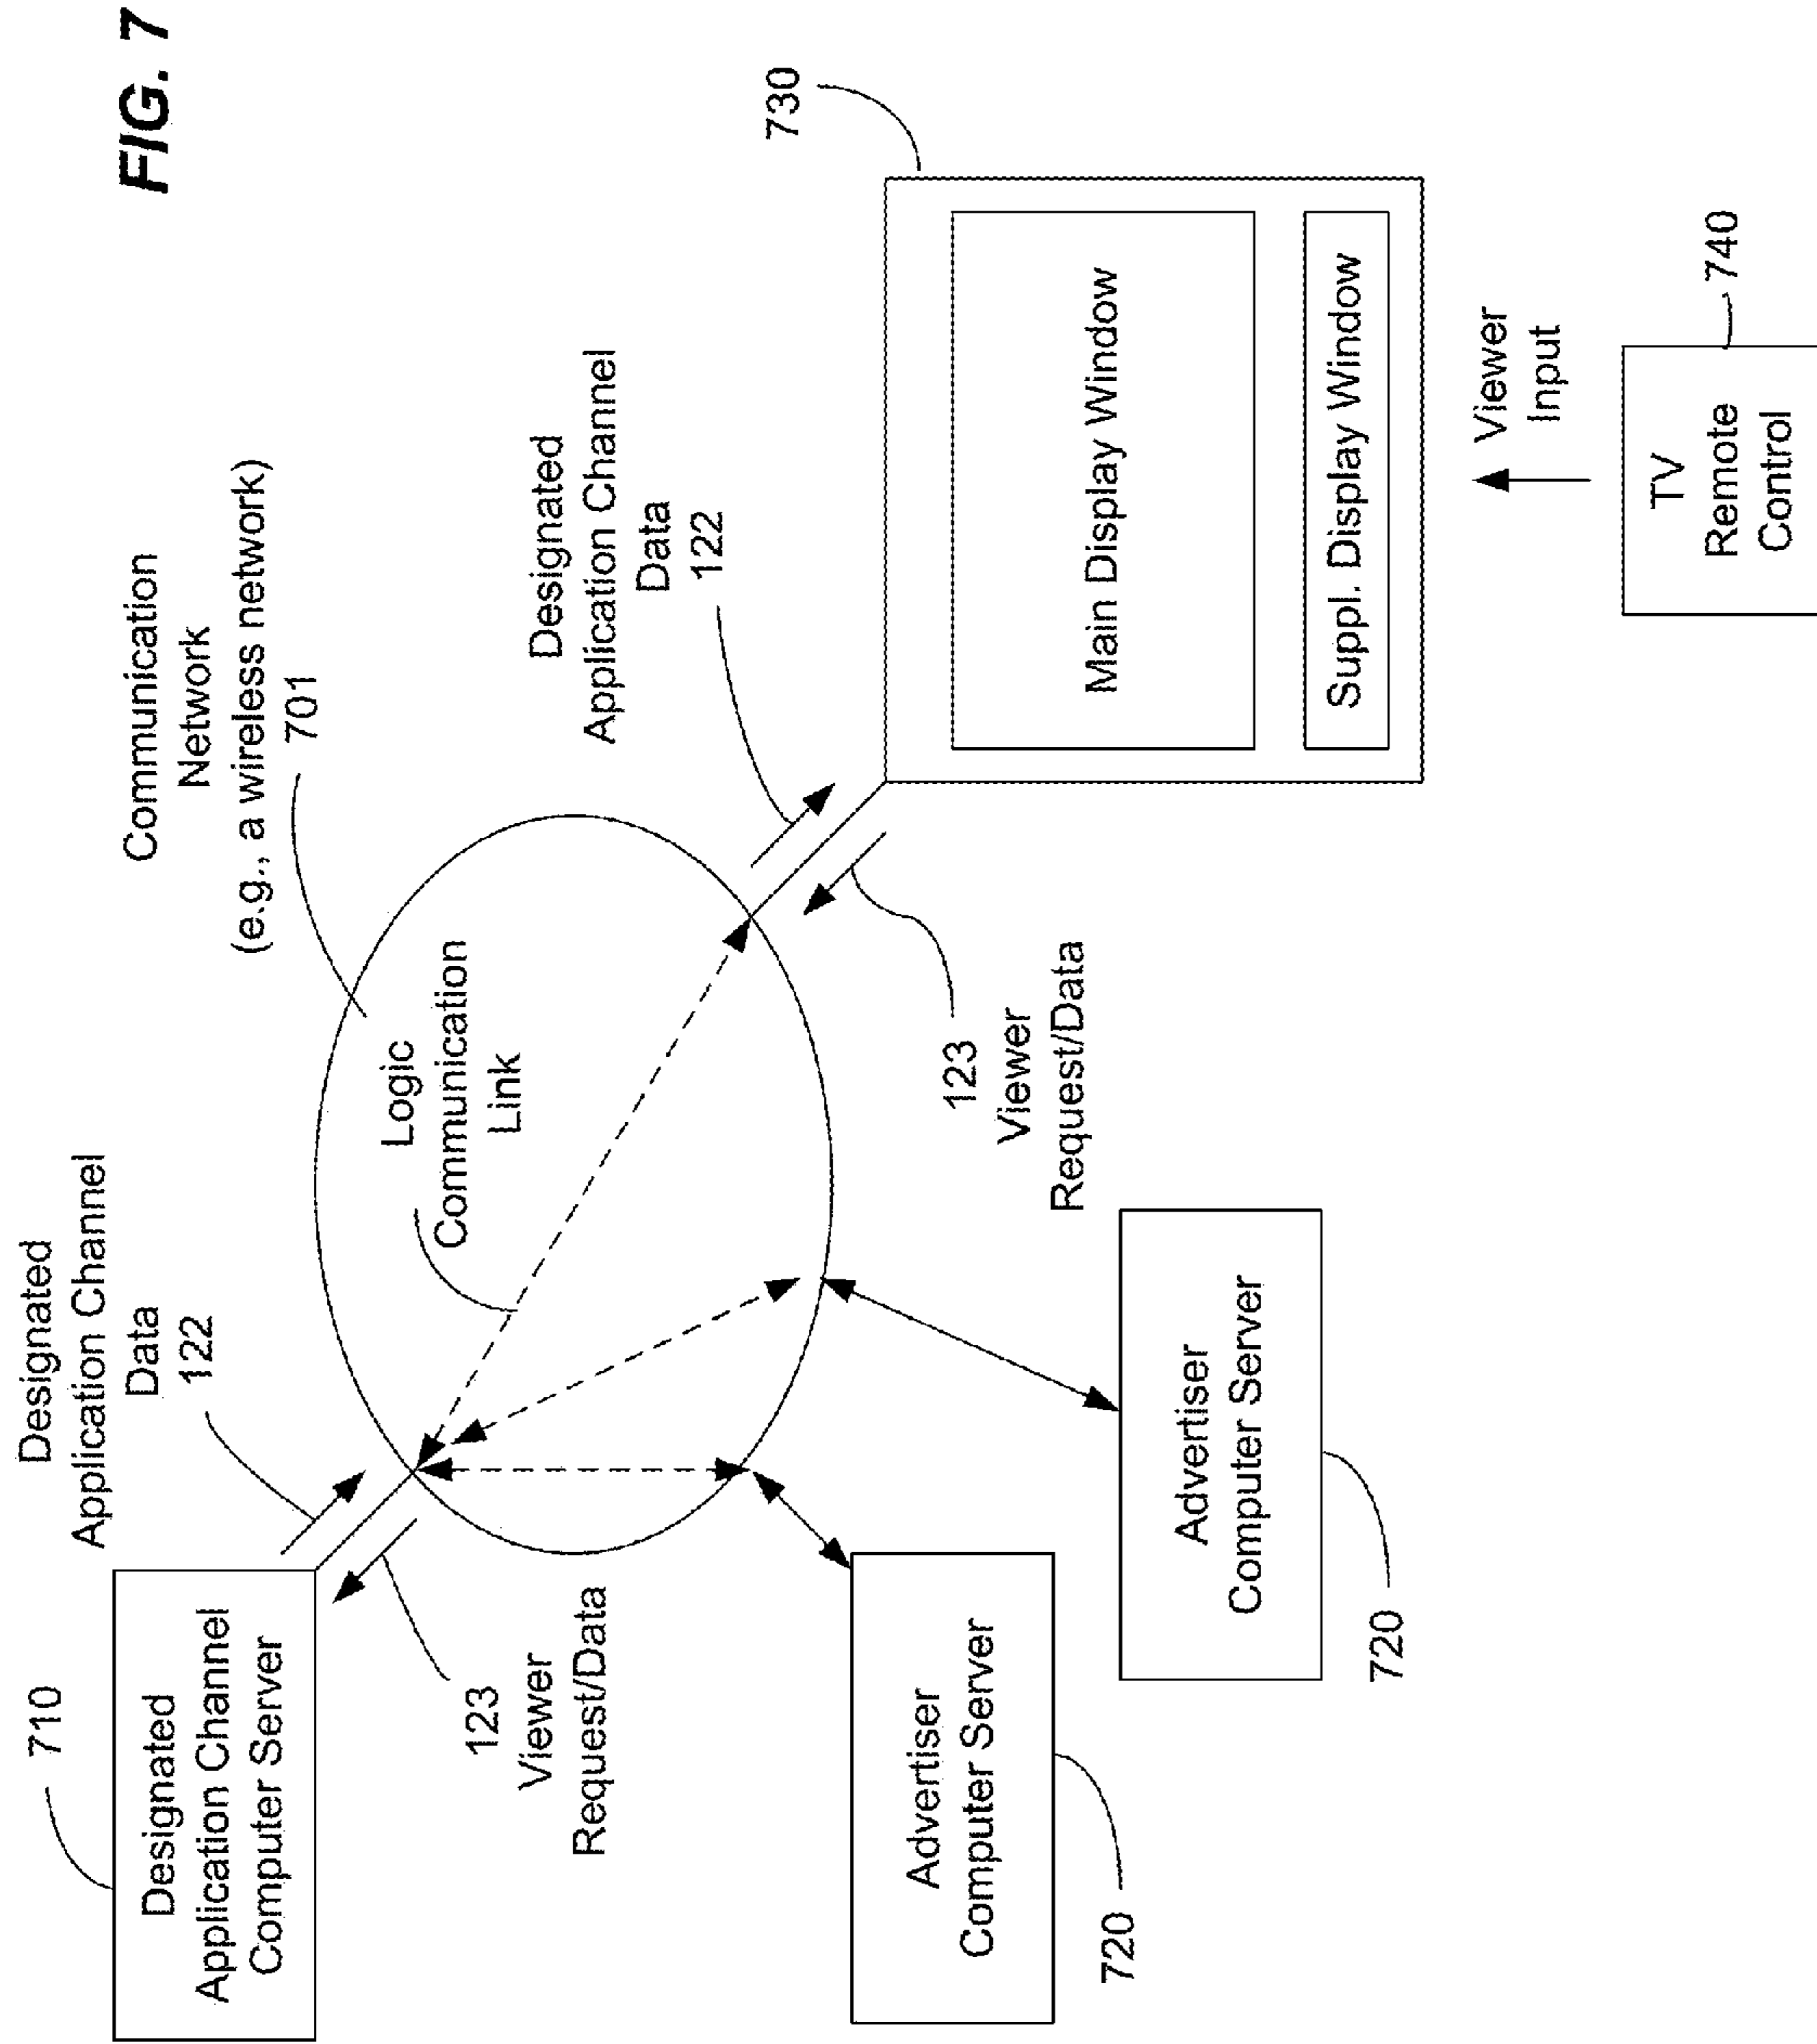 FIG. 7
Designated
Application Channel
Data
122
Communication
Network
(e.g., a wireless network)
701
710
Designated
Application Channel
Computer Server
Logic
Communication
Link
Designated
Application Channel
Data
122
123
Viewer
Request/Data
730
Main Display Window
Suppl. Display Window
123
Viewer
Request/Data
Advertiser
Computer Server
720
Advertiser
Computer Server
720
Viewer
Input
TV
Remote
Control
740